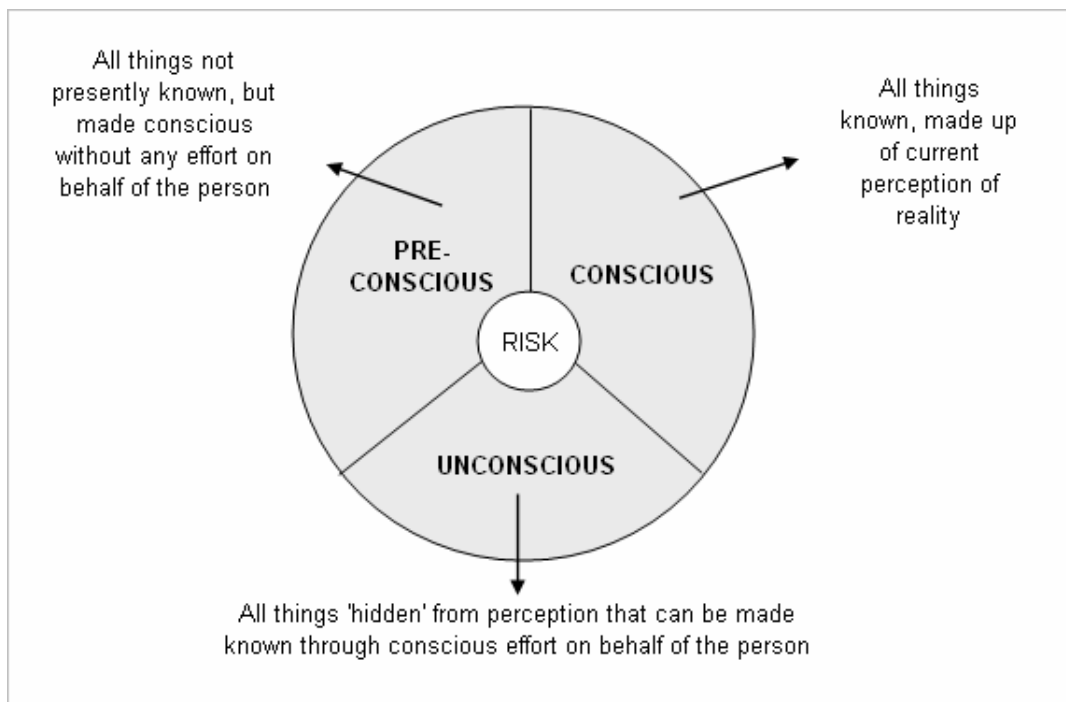 All things not
presently known, but
made conscious
without any effort on
behalf of the person
All things
known, made up
of current
perception of
reality
PRE-
CONSCIOUS
CONSCIOUS
RISK
UNCONSCIOUS
All things 'hidden' from perception that can be made
known through conscious effort on behalf of the person